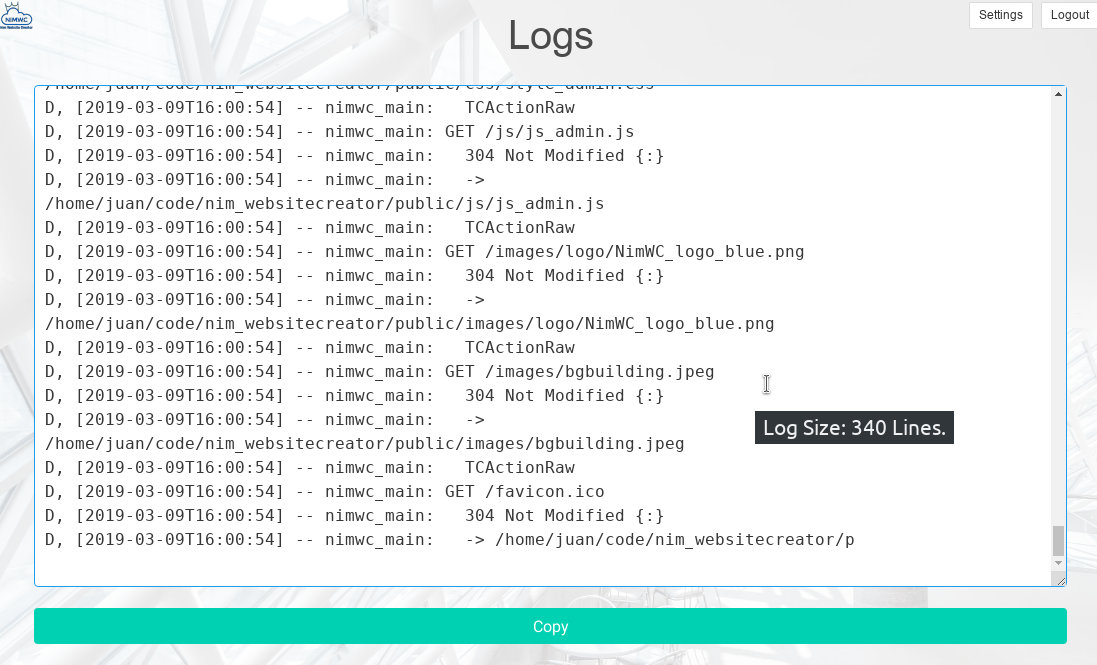 NIMWC
Nim Website Creator
Settings
Logout
Logs
/home/juan/code/nim_websitecreator/public/css/style_admin.css
D, [2019-03-09T16:00:54] -- nimwc_main:   TCActionRaw
D, [2019-03-09T16:00:54] -- nimwc_main: GET /js/js_admin.js
D, [2019-03-09T16:00:54] -- nimwc_main:   304 Not Modified {:}
D, [2019-03-09T16:00:54] -- nimwc_main:   ->
/home/juan/code/nim_websitecreator/public/js/js_admin.js
D, [2019-03-09T16:00:54] -- nimwc_main:   TCActionRaw
D, [2019-03-09T16:00:54] -- nimwc_main: GET /images/logo/NimWC_logo_blue.png
D, [2019-03-09T16:00:54] -- nimwc_main:   304 Not Modified {:}
D, [2019-03-09T16:00:54] -- nimwc_main:   ->
/home/juan/code/nim_websitecreator/public/images/logo/NimWC_logo_blue.png
D, [2019-03-09T16:00:54] -- nimwc_main:   TCActionRaw
D, [2019-03-09T16:00:54] -- nimwc_main: GET /images/bgbuilding.jpeg
D, [2019-03-09T16:00:54] -- nimwc_main:   304 Not Modified {:}
D, [2019-03-09T16:00:54] -- nimwc_main:   ->
Log Size: 340 Lines.
/home/juan/code/nim_websitecreator/public/images/bgbuilding.jpeg
D, [2019-03-09T16:00:54] -- nimwc_main:   TCActionRaw
D, [2019-03-09T16:00:54] -- nimwc_main: GET /favicon.ico
D, [2019-03-09T16:00:54] -- nimwc_main:   304 Not Modified {:}
D, [2019-03-09T16:00:54] -- nimwc_main:   -> /home/juan/code/nim_websitecreator/p
Copy